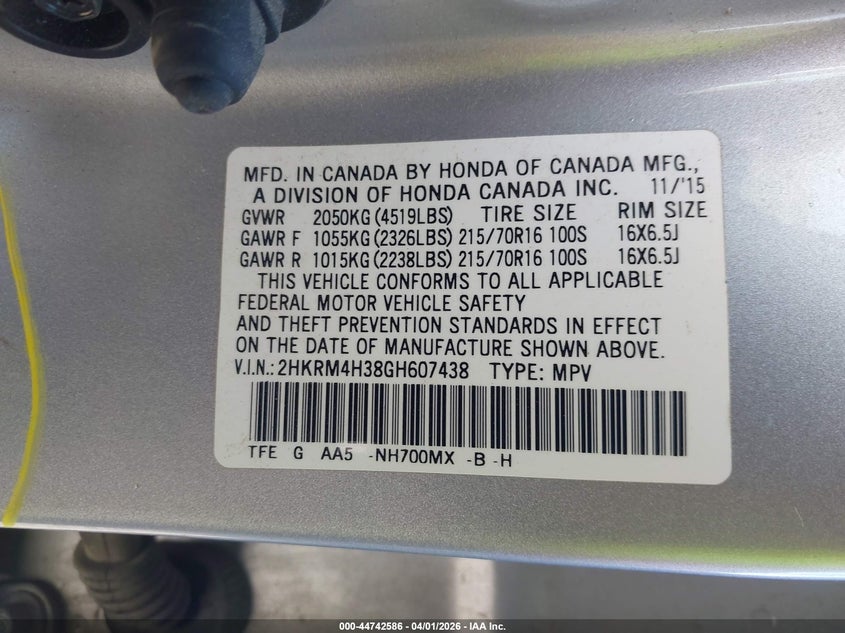 MFD. IN CANADA BY HONDA OF CANADA MFG.,
A DIVISION OF HONDA CANADA INC. 11/'15
GVWR 2050KG (4519LBS) TIRE SIZE RIM SIZE
GAWR F 1055KG (2326LBS) 215/70R16 100S 16X6.5J
GAWR R 1015KG (2238LBS) 215/70R16 100S 16X6.5J
THIS VEHICLE CONFORMS TO ALL APPLICABLE
FEDERAL MOTOR VEHICLE SAFETY
AND THEFT PREVENTION STANDARDS IN EFFECT
ON THE DATE OF MANUFACTURE SHOWN ABOVE.
V.I.N.: 2HKRM4H38GH607438 TYPE: MPV
TFE G AA5 -NH700MX -B -H
000-44742586 - 04/01/2026 - IAA Inc.